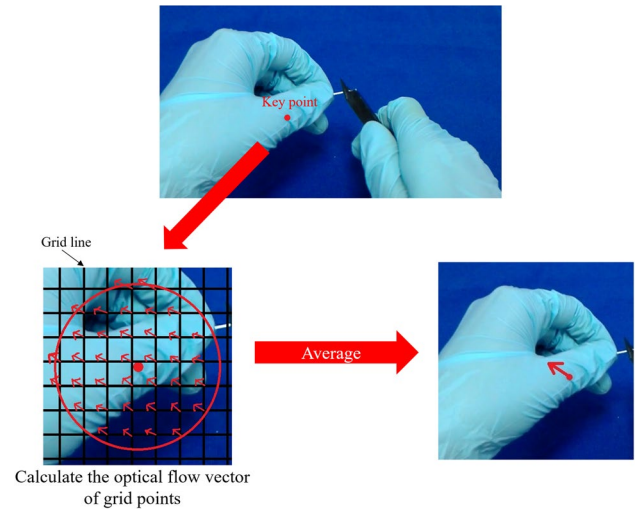 Key point
Grid line
Average
Calculate the optical flow vector
of grid points